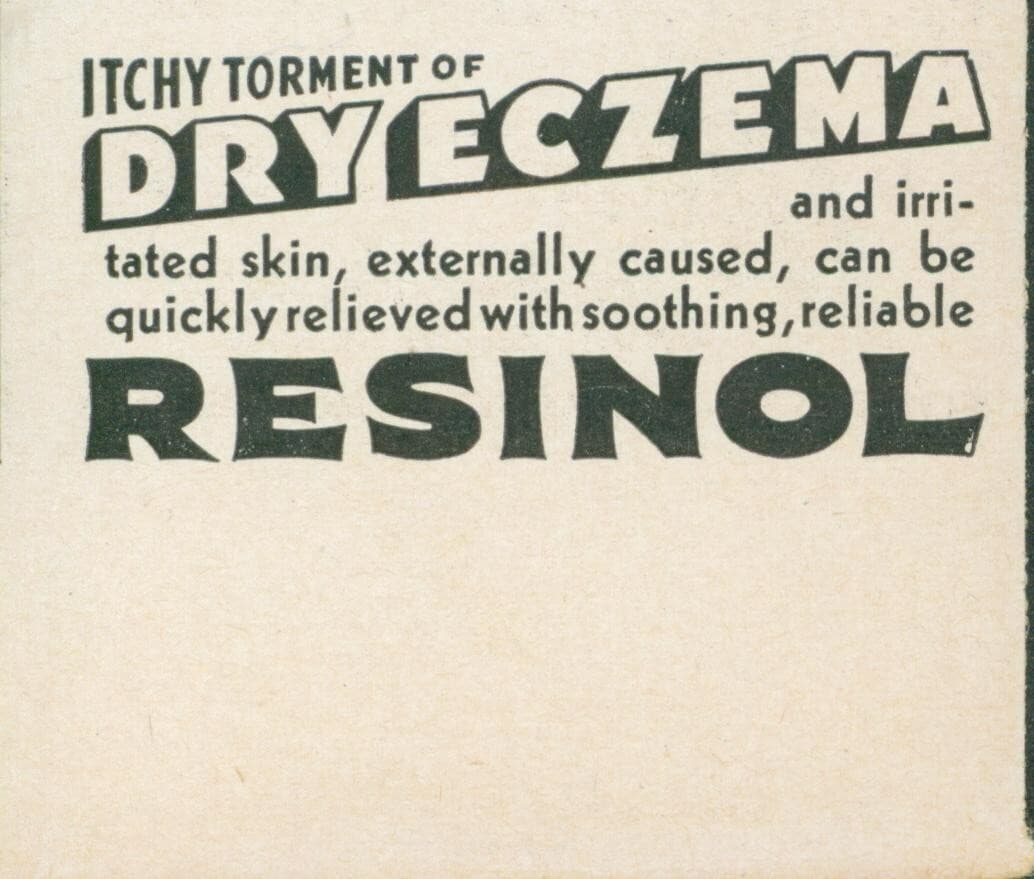 ITCHY TORMENT OF
DRY ECZEMA
and irri-
tated skin, externally caused, can be
quickly relieved with soothing, reliable
RESINOL